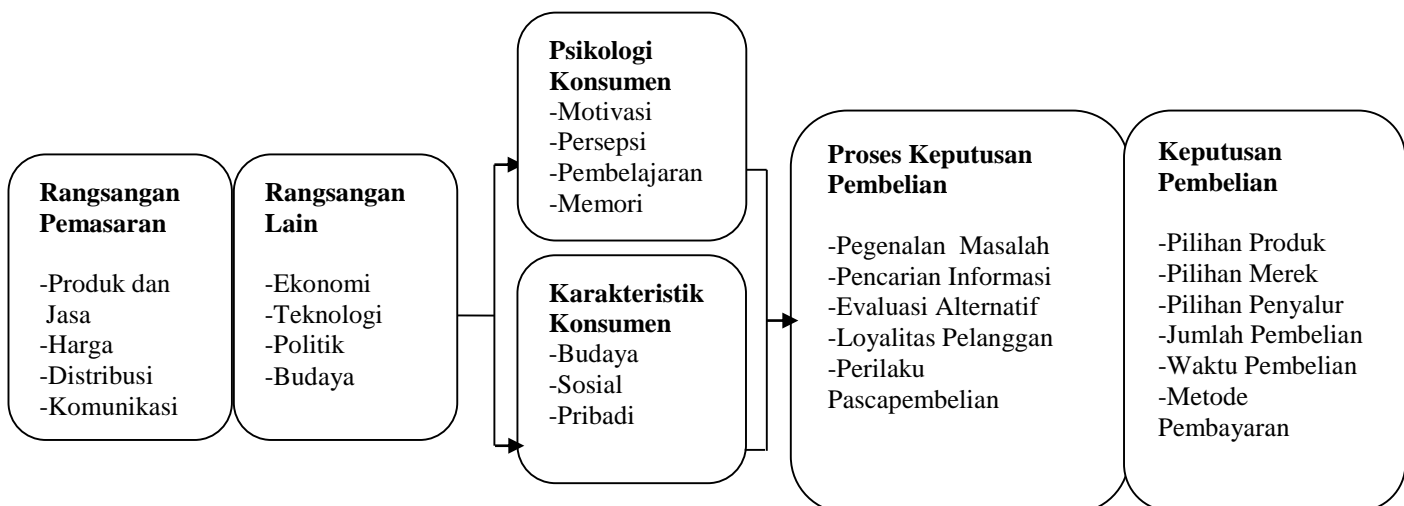 Rangsangan
Pemasaran
-Produk dan
Jasa
-Harga
-Distribusi
-Komunikasi
Rangsangan
Lain
-Ekonomi
-Teknologi
-Politik
-Budaya
Psikologi
Konsumen
-Motivasi
-Persepsi
-Pembelajaran
-Memori
Karakteristik
Konsumen
-Budaya
-Sosial
-Pribadi
Proses Keputusan
Pembelian
-Pegenalan Masalah
-Pencarian Informasi
-Evaluasi Alternatif
-Loyalitas Pelanggan
-Perilaku
Pascapembelian
Keputusan
Pembelian
-Pilihan Produk
-Pilihan Merek
-Pilihan Penyalur
-Jumlah Pembelian
-Waktu Pembelian
-Metode
Pembayaran